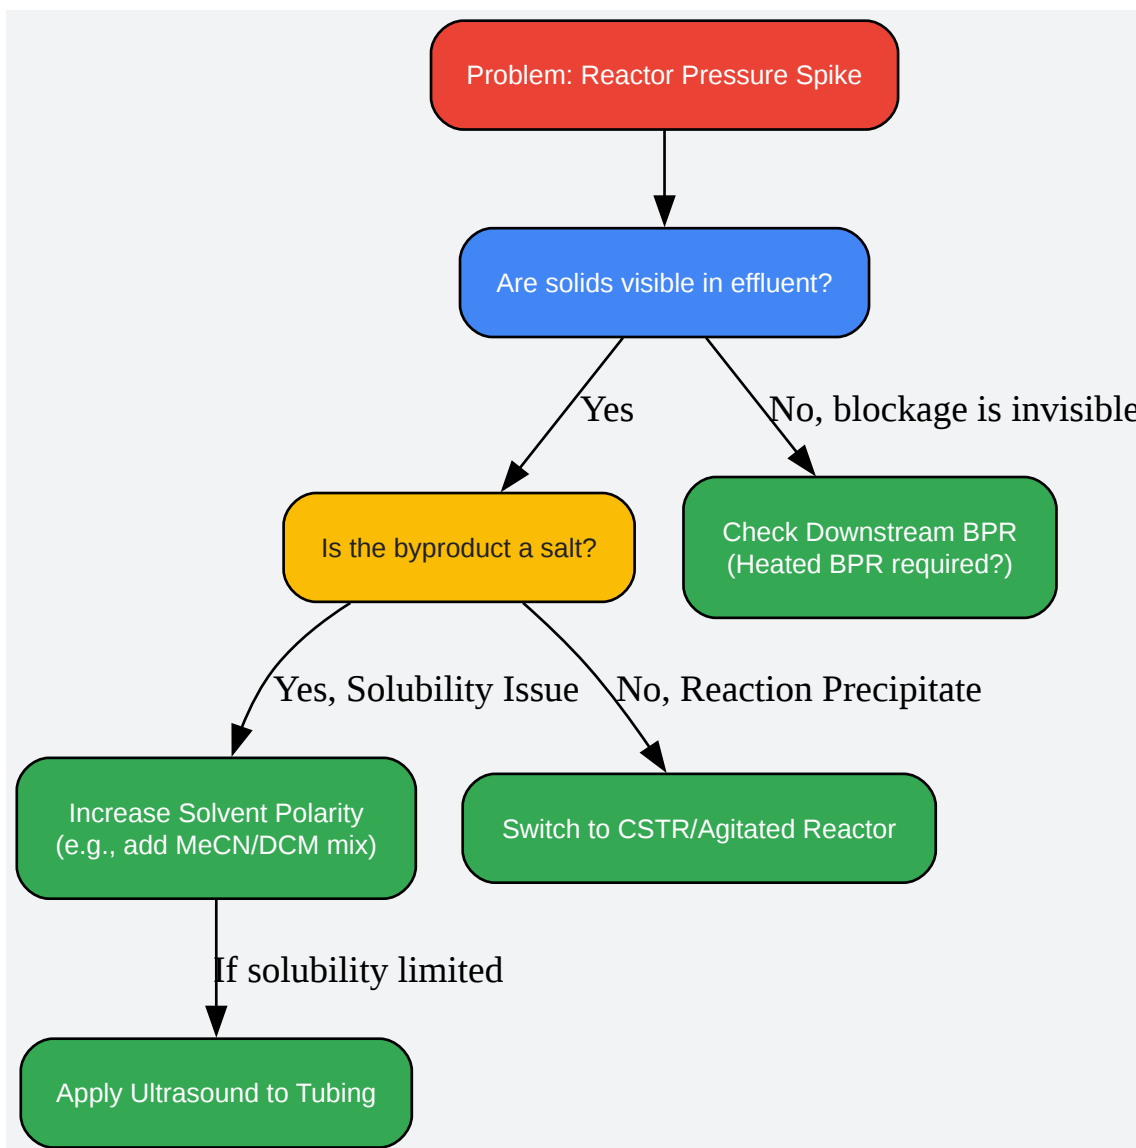 Problem: Reactor Pressure Spike
Are solids visible in effluent?
Yes
No, blockage is invisible
Is the byproduct a salt?
Check Downstream BPR
(Heated BPR required?)
Yes, Solubility Issue
No, Reaction Precipitate
Increase Solvent Polarity
(e.g., add MeCN/DCM mix)
Switch to CSTR/Agitated Reactor
If solubility limited
Apply Ultrasound to Tubing